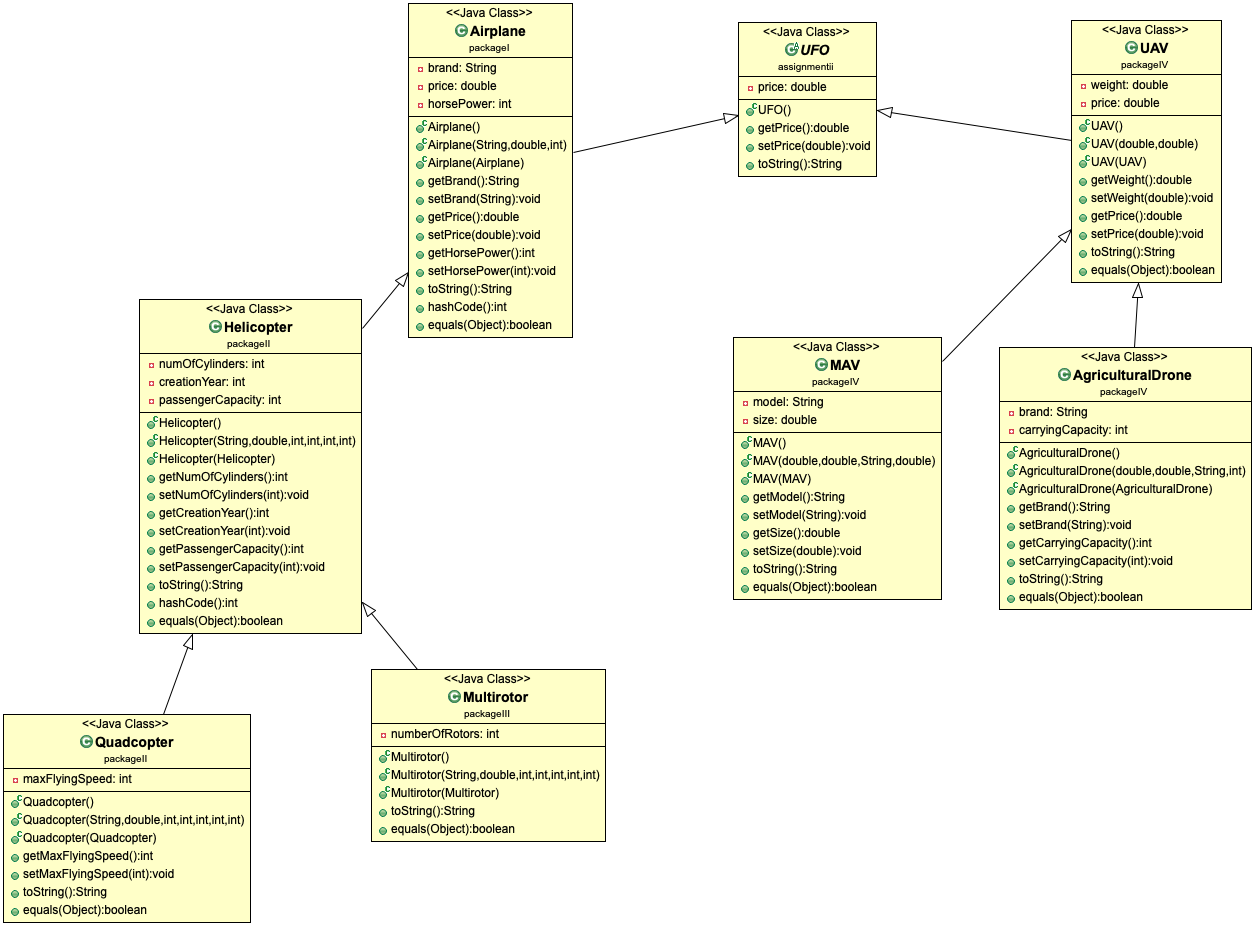 <<Java Class>>
Airplane
packageI
brand: String
price: double
horsePower: int
Airplane()
Airplane(String,double,int)
Airplane(Airplane)
getBrand():String
setBrand(String):void
getPrice():double
setPrice(double):void
getHorsePower():int
setHorsePower(int):void
toString():String
hashCode():int
equals(Object):boolean
<<Java Class>>
UFO
assignmentii
price: double
UFO()
getPrice():double
setPrice(double):void
toString():String
<<Java Class>>
UAV
packageIV
weight: double
price: double
UAV()
UAV(double,double)
UAV(UAV)
getWeight():double
setWeight(double):void
getPrice():double
setPrice(double):void
toString():String
equals(Object):boolean
<<Java Class>>
Helicopter
packageII
numOfCylinders: int
creationYear: int
passengerCapacity: int
Helicopter()
Helicopter(String,double,int,int,int,int)
Helicopter(Helicopter)
getNumOfCylinders():int
setNumOfCylinders(int):void
getCreationYear():int
setCreationYear(int):void
getPassengerCapacity():int
setPassengerCapacity(int):void
toString():String
hashCode():int
equals(Object):boolean
<<Java Class>>
MAV
packageIV
model: String
size: double
MAV()
MAV(double,double,String,double)
MAV(MAV)
getModel():String
setModel(String):void
getSize():double
setSize(double):void
toString():String
equals(Object):boolean
<<Java Class>>
AgriculturalDrone
packageIV
brand: String
carryingCapacity: int
AgriculturalDrone()
AgriculturalDrone(double,double,String,int)
AgriculturalDrone(AgriculturalDrone)
getBrand():String
setBrand(String):void
getCarryingCapacity():int
setCarryingCapacity(int):void
toString():String
equals(Object):boolean
<<Java Class>>
Quadcopter
packageII
maxFlyingSpeed: int
Quadcopter()
Quadcopter(String,double,int,int,int,int,int)
Quadcopter(Quadcopter)
getMaxFlyingSpeed():int
setMaxFlyingSpeed(int):void
toString():String
equals(Object):boolean
<<Java Class>>
Multirotor
packageIII
numberOfRotors: int
Multirotor()
Multirotor(String,double,int,int,int,int,int)
Multirotor(Multirotor)
toString():String
equals(Object):boolean